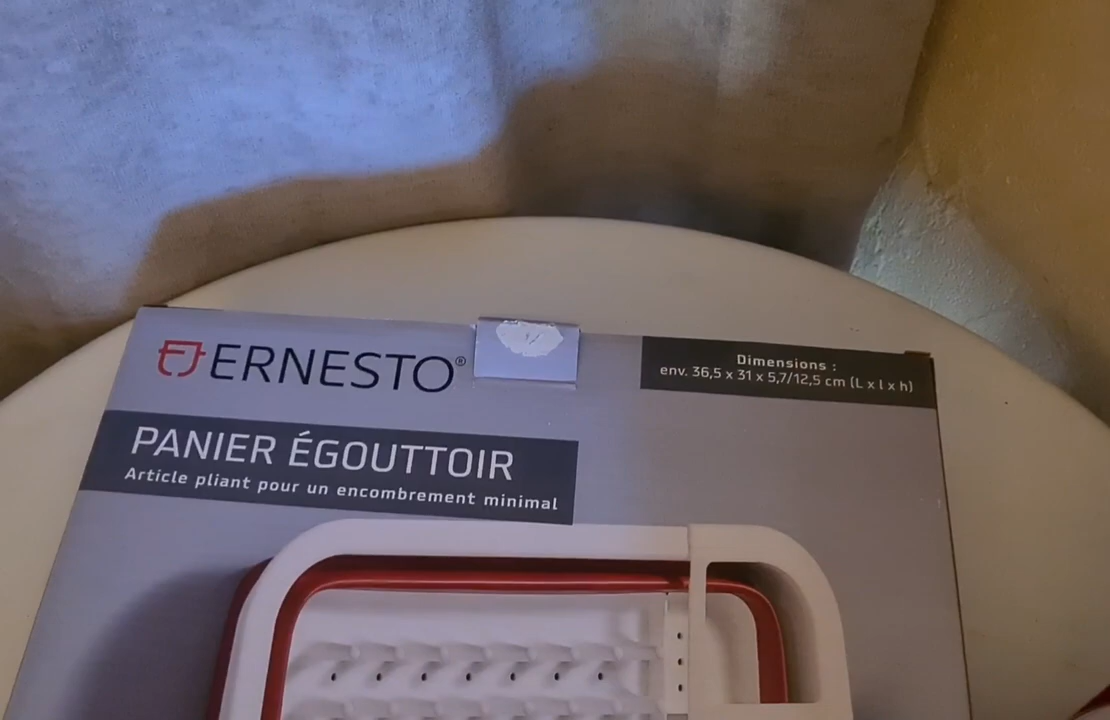 ERNESTO®
Dimensions :
env. 36,5 x 31 x 5,7/12,5 cm (L x l x h)
PANIER ÉGOUTTOIR
Article pliant pour un encombrement minimal